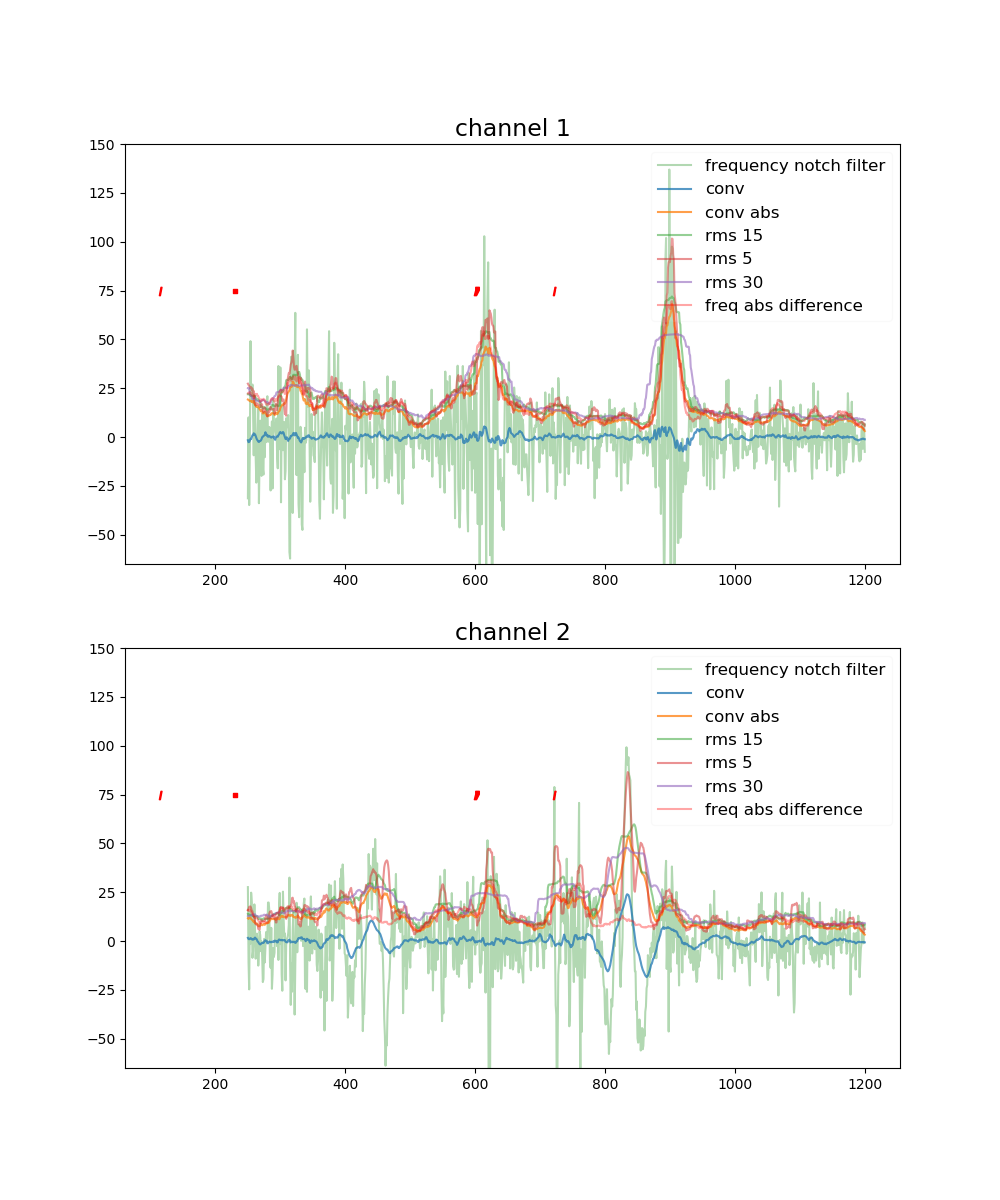 channel 1
150
125
100
75
50
25
0
−25
−50
frequency notch filter
conv
conv abs
rms 15
rms 5
rms 30
freq abs difference
200 400 600 800 1000 1200
channel 2
150
125
100
75
50
25
0
−25
−50
frequency notch filter
conv
conv abs
rms 15
rms 5
rms 30
freq abs difference
200 400 600 800 1000 1200